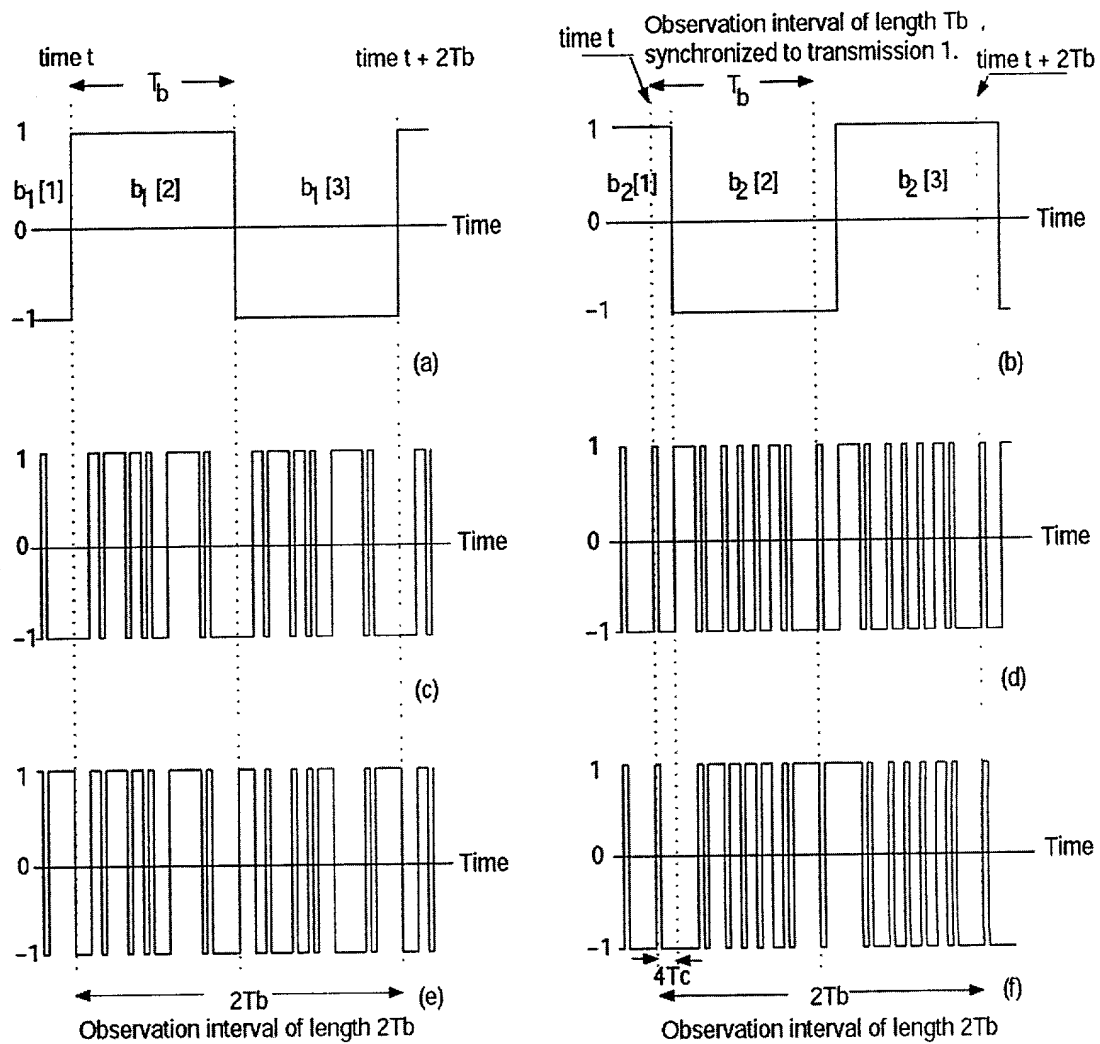 time t
time t + 2Tb
Tb
1
b1[1]
b1[2]
b1[3]
0
Time
−1
(a)
Observation interval of length Tb ,
synchronized to transmission 1.
time t
time t + 2Tb
Tb
1
b2[1]
b2[2]
b2[3]
0
Time
−1
(b)
1
0
Time
−1
(c)
1
0
Time
−1
(d)
1
0
Time
−1
2Tb
(e)
Observation interval of length 2Tb
1
0
Time
−1
4Tc
2Tb
(f)
Observation interval of length 2Tb